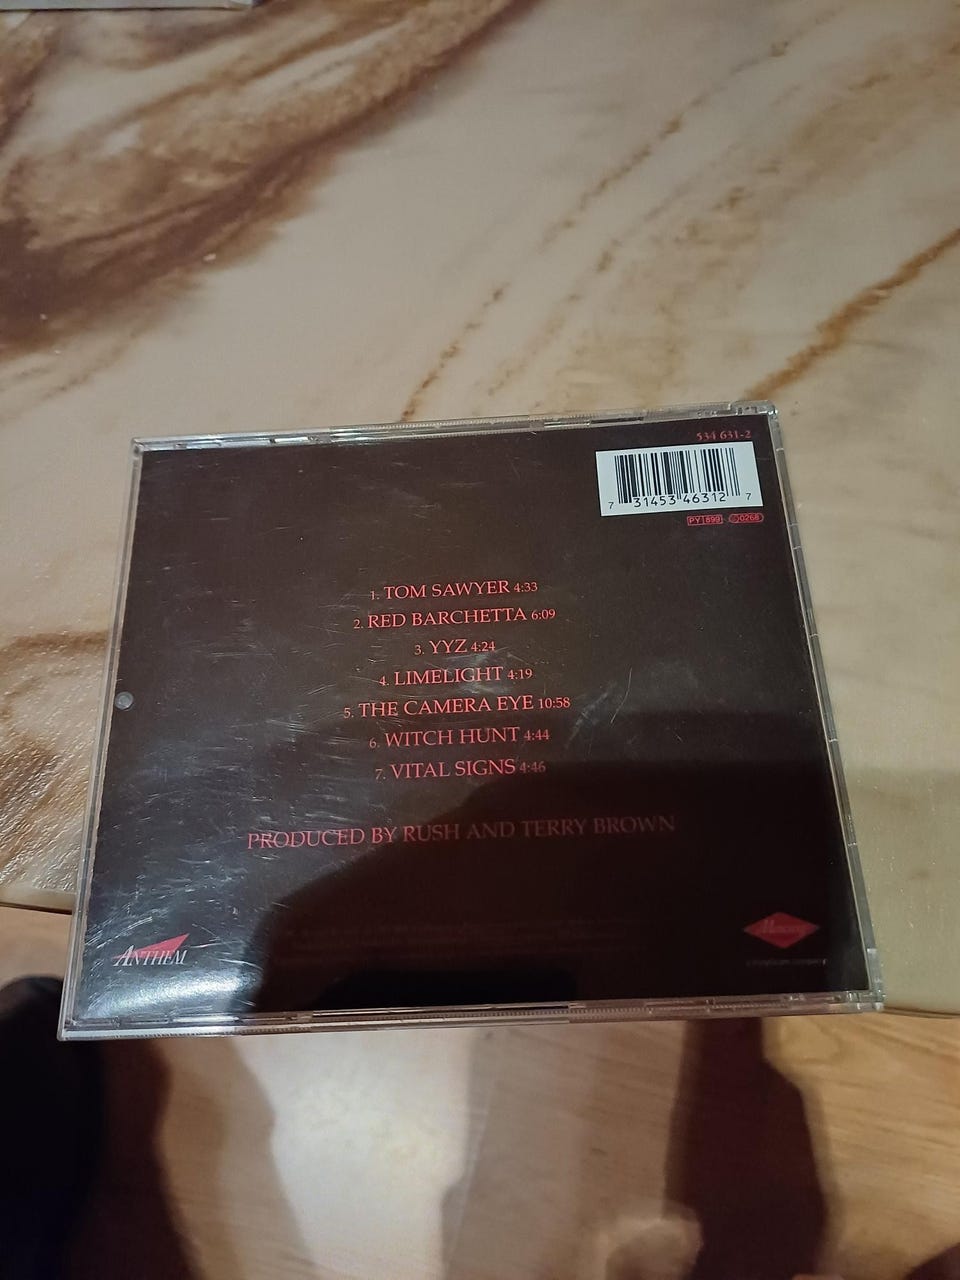 534 631-2
7 31453 46312 7
PY 899 0268
1. TOM SAWYER 4:33
2. RED BARCHETTA 6:09
3. YYZ 4:24
4. LIMELIGHT 4:19
5. THE CAMERA EYE 10:58
6. WITCH HUNT 4:44
7. VITAL SIGNS 4:46
PRODUCED BY RUSH AND TERRY BROWN
ANTHEM
Mercury